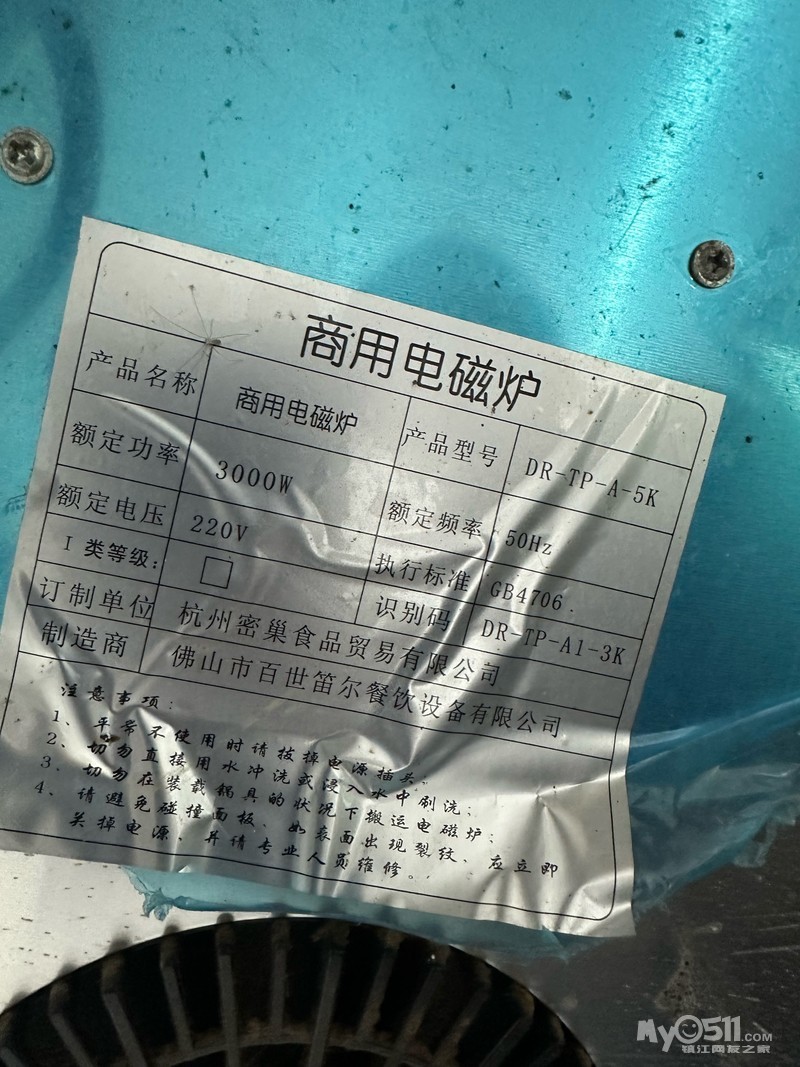 商用电磁炉
产品名称 商用电磁炉 产品型号 DR-TP-A-5K
额定功率 3000W 额定频率 50Hz
额定电压 220V 执行标准 GB4706.
I 类等级: □ 识别码 DR-TP-A1-3K
订制单位 杭州密巢食品贸易有限公司
制造商 佛山市百世笛尔餐饮设备有限公司
注意事项:
1、平常不使用时请拔掉电源插头;
2、切勿直接用水冲洗或浸入水中刷洗;
3、切勿在装载锅具的状况下搬运电磁炉;
4、请避免碰撞面板、如表面出现裂纹、应立即
关掉电源、并请专业人员维修。
My0511.COM
镇江网友之家